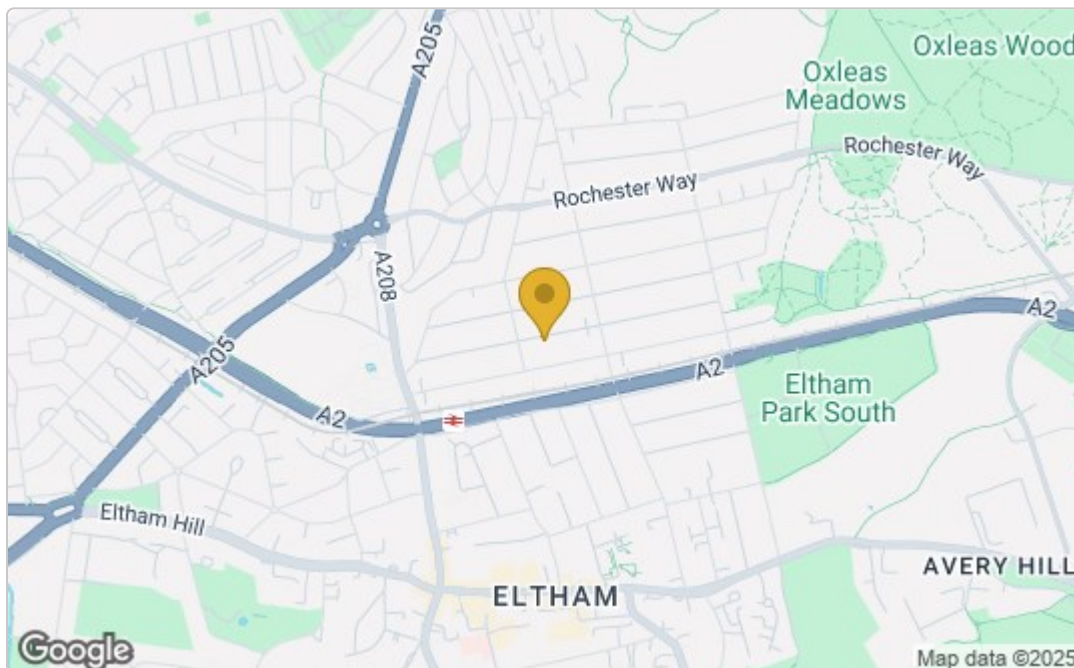 A205
Oxleas Wood
Oxleas
Meadows
Rochester Way
Rochester Way
A208
A205
A2
A2
A2
Eltham
Park South
Eltham Hill
AVERY HILL
ELTHAM
Google
Map data ©2025